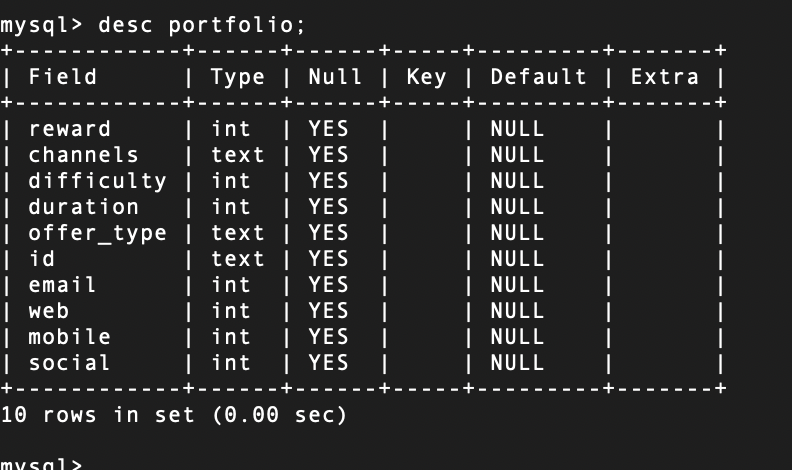 mysql> desc portfolio;
+------------+------+------+-----+---------+-------+
| Field      | Type | Null | Key | Default | Extra |
+------------+------+------+-----+---------+-------+
| reward     | int  | YES  |     | NULL    |       |
| channels   | text | YES  |     | NULL    |       |
| difficulty | int  | YES  |     | NULL    |       |
| duration   | int  | YES  |     | NULL    |       |
| offer_type | text | YES  |     | NULL    |       |
| id         | text | YES  |     | NULL    |       |
| email      | int  | YES  |     | NULL    |       |
| web        | int  | YES  |     | NULL    |       |
| mobile     | int  | YES  |     | NULL    |       |
| social     | int  | YES  |     | NULL    |       |
+------------+------+------+-----+---------+-------+
10 rows in set (0.00 sec)
mysql>